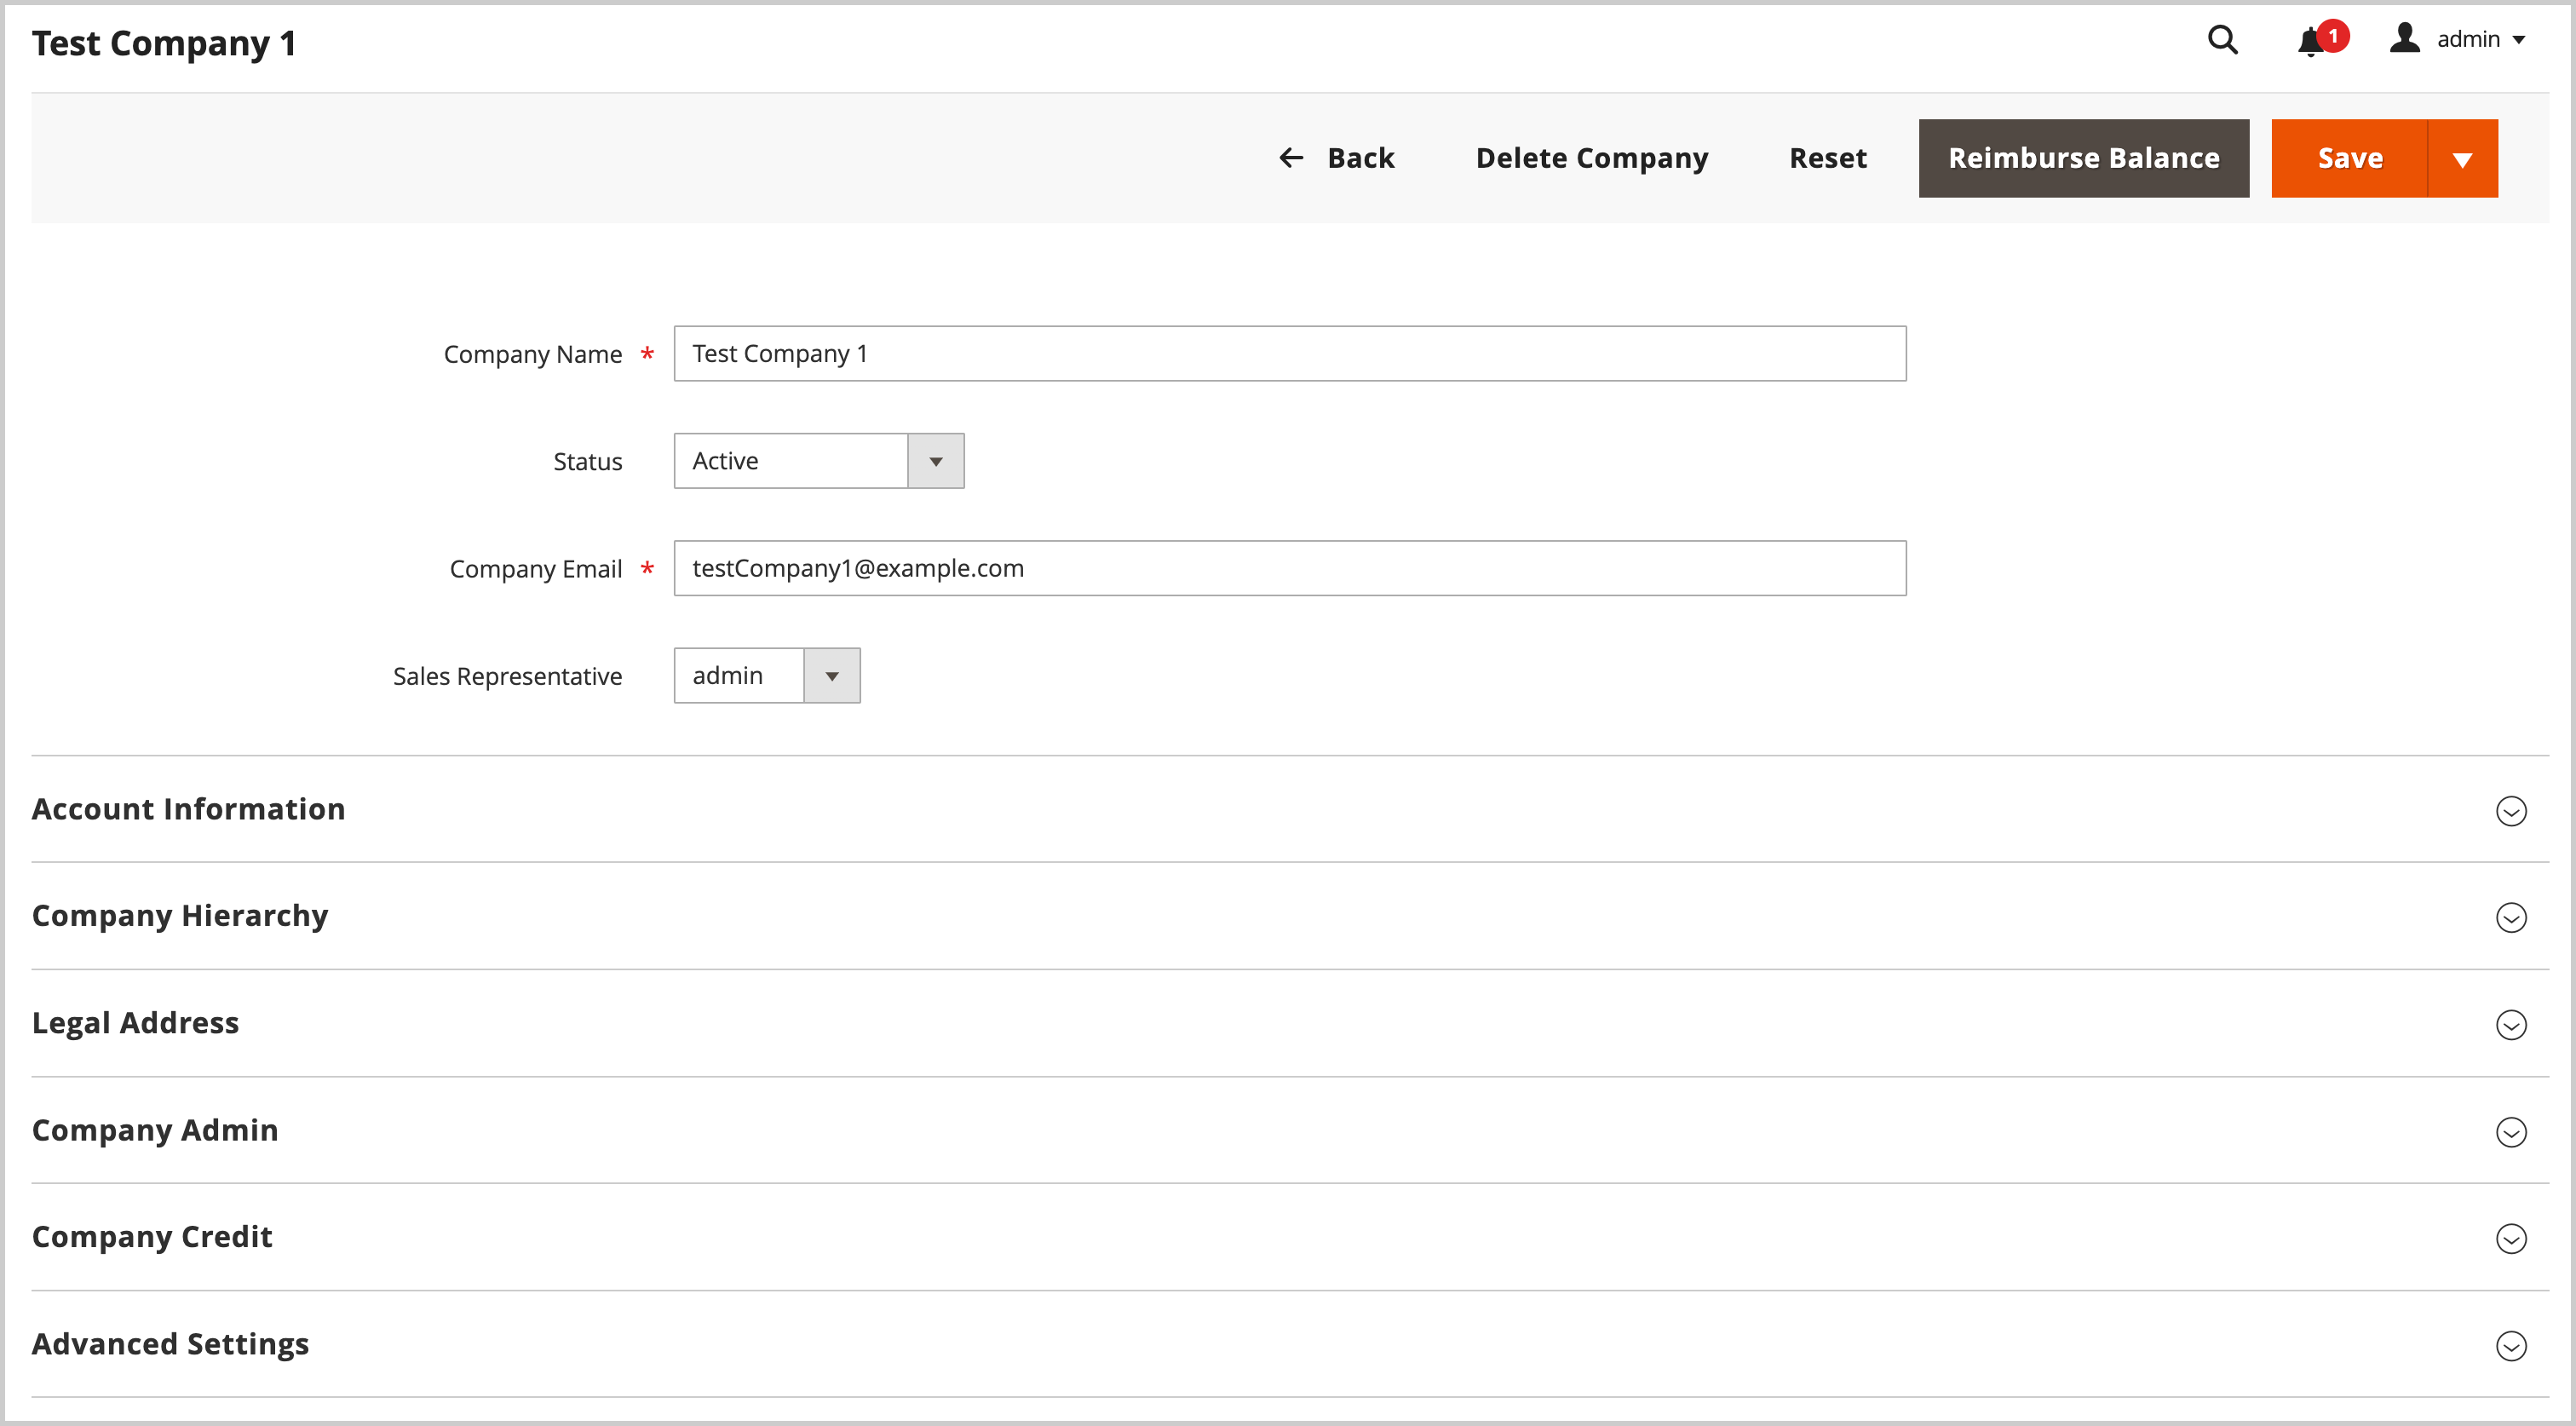 Test Company 1
1
admin
Back
Delete Company
Reset
Reimburse Balance
Save
Company Name *
Test Company 1
Status
Active
Company Email *
testCompany1@example.com
Sales Representative
admin
Account Information
Company Hierarchy
Legal Address
Company Admin
Company Credit
Advanced Settings